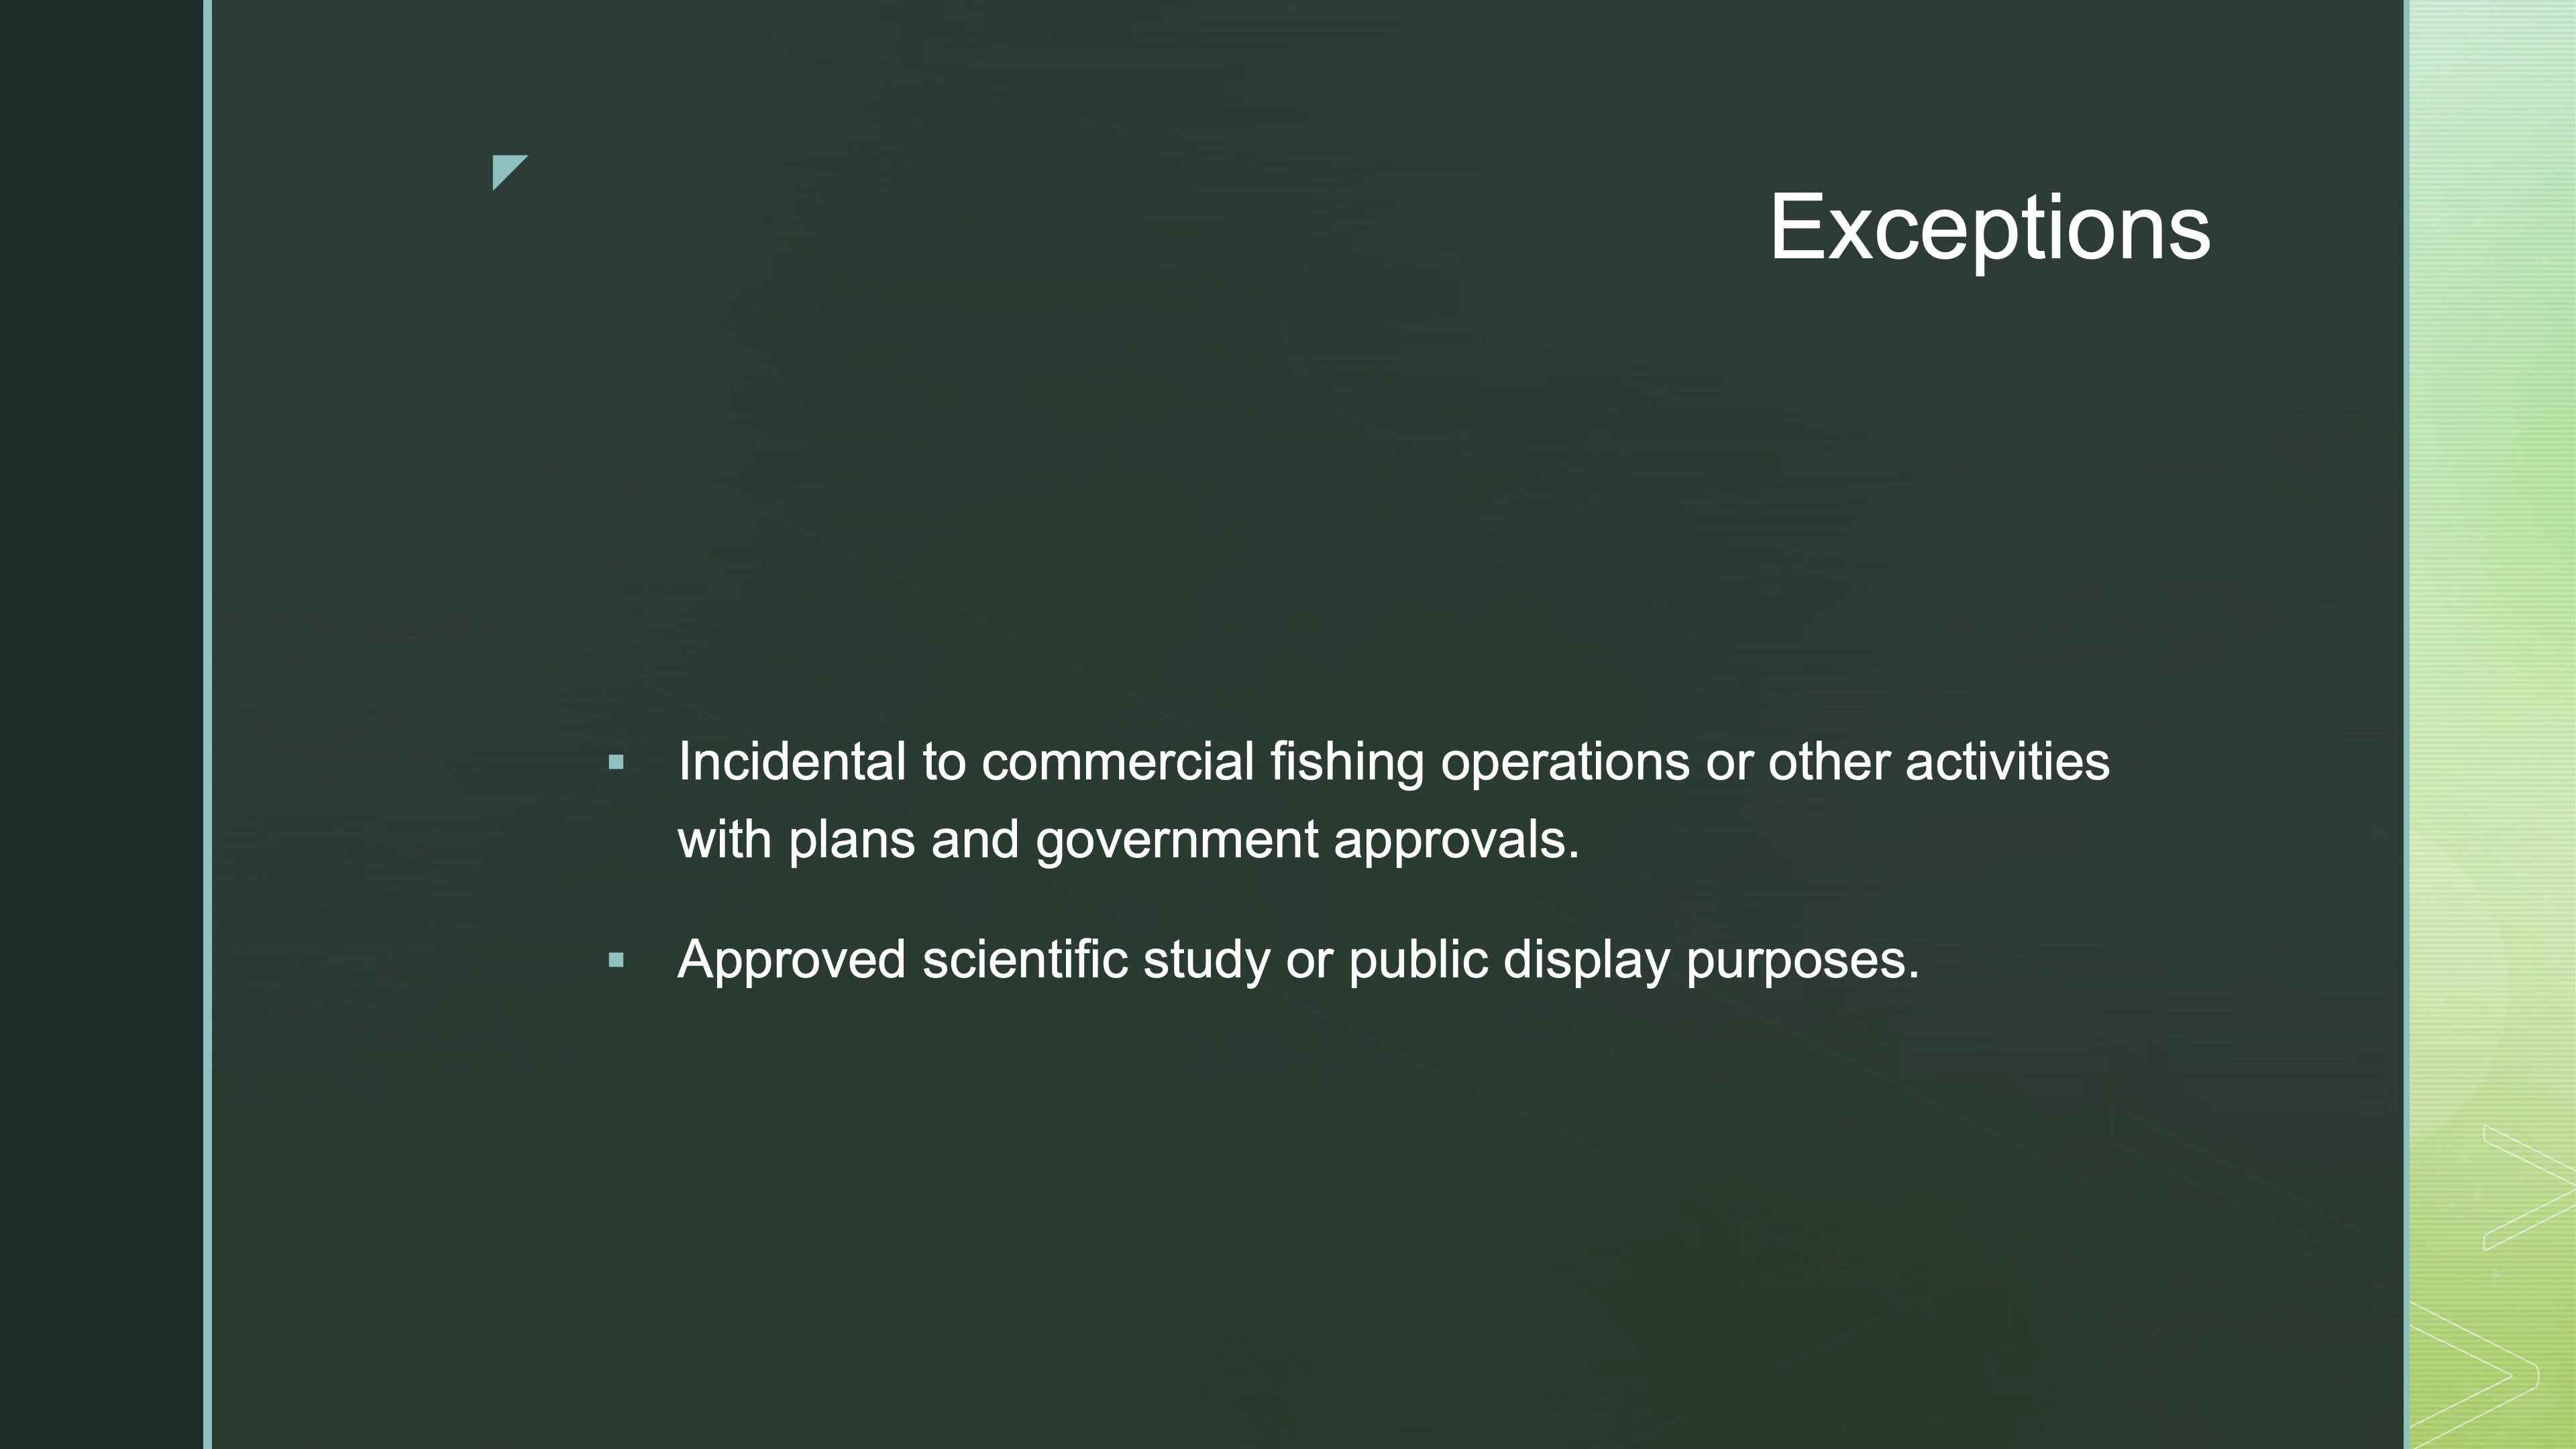 Exceptions
▪ Incidental to commercial fishing operations or other activities
with plans and government approvals.
▪ Approved scientific study or public display purposes.